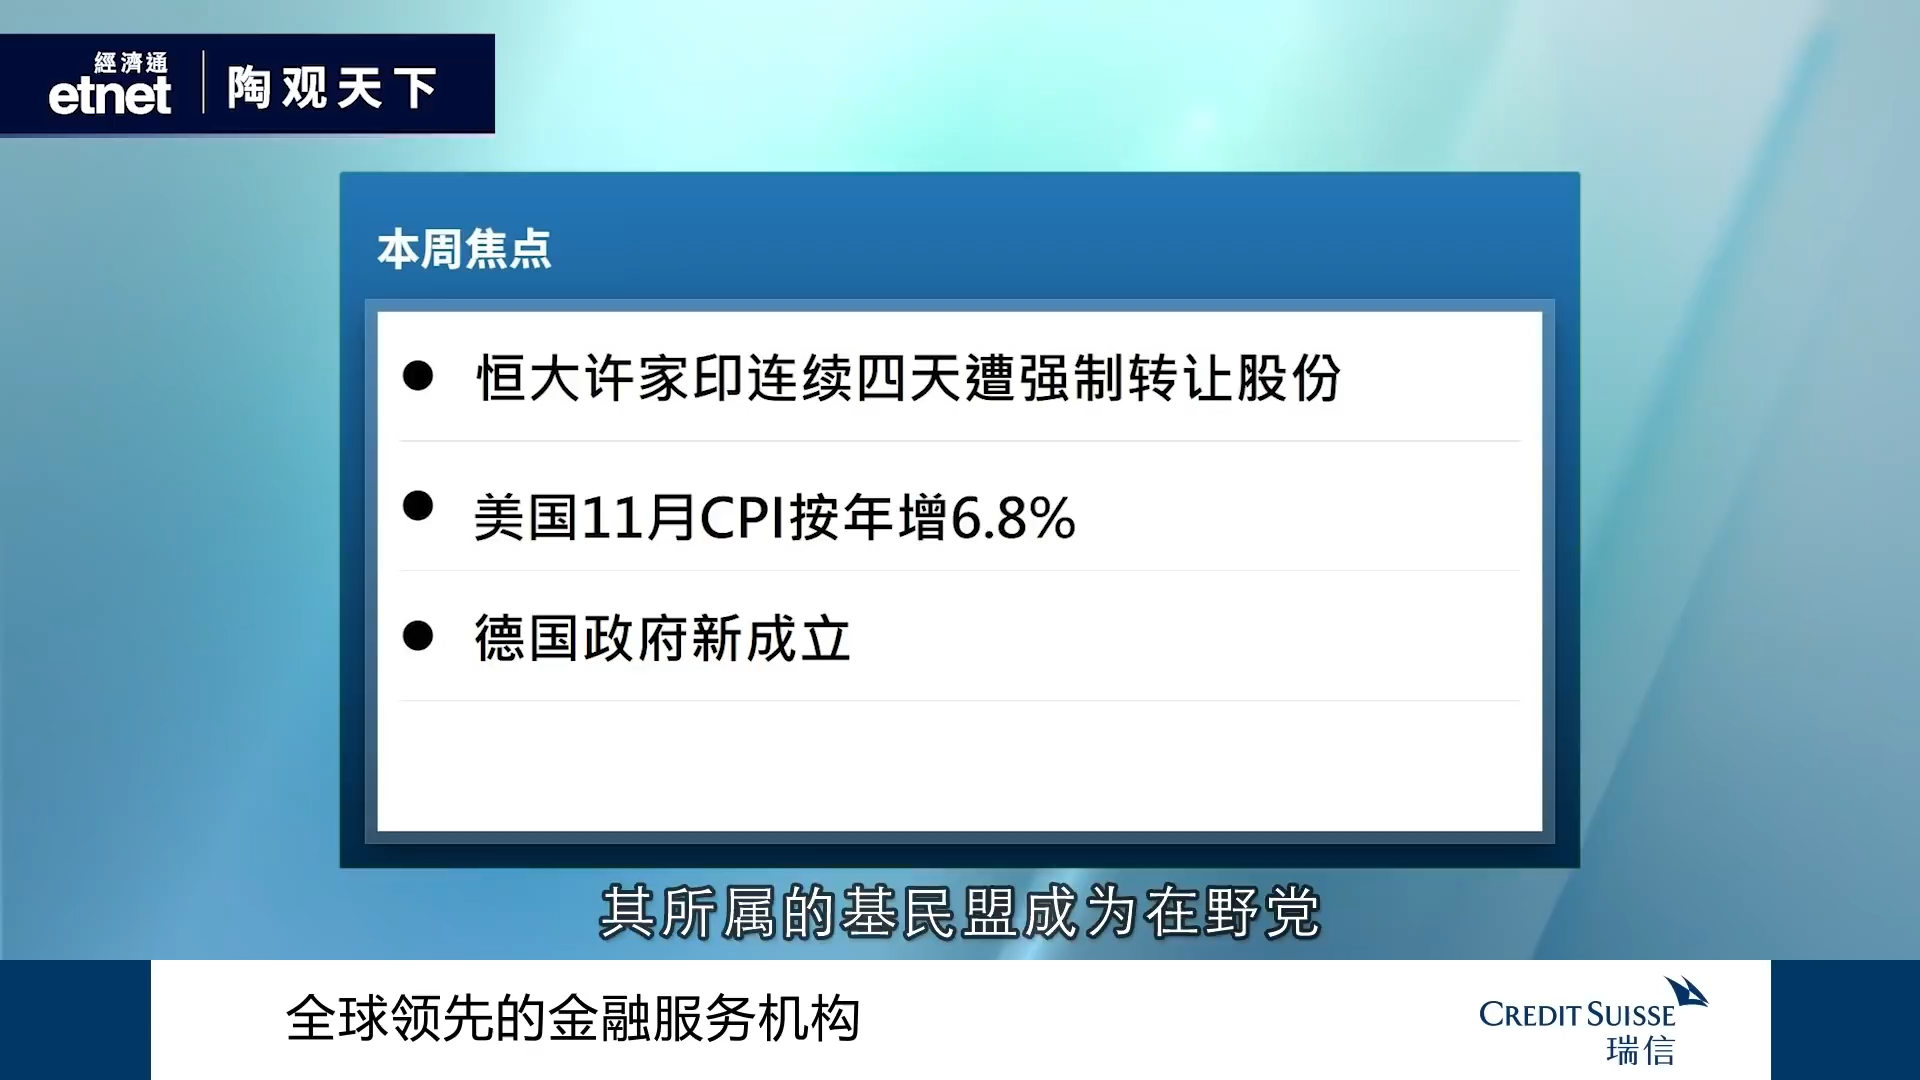 經濟通
etnet
陶观天下
本周焦点
● 恒大许家印连续四天遭强制转让股份
● 美国11月CPI按年增6.8%
● 德国政府新成立
其所属的基民盟成为在野党
全球领先的金融服务机构
CREDIT SUISSE
瑞信